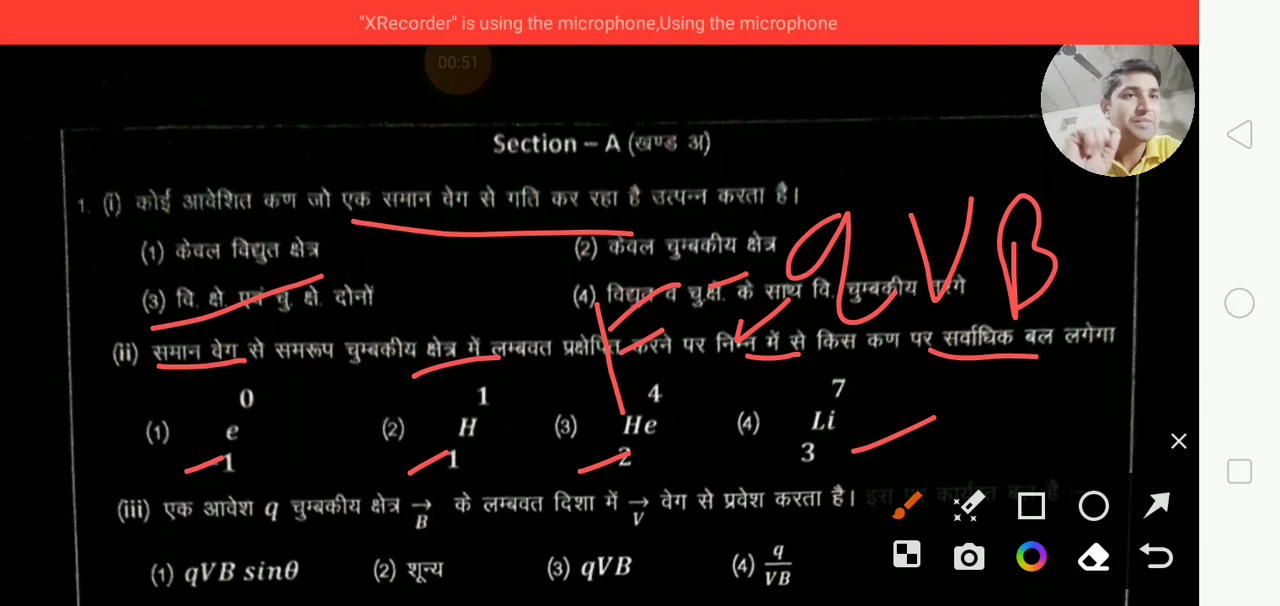 "XRecorder" is using the microphone,Using the microphone
00:51
Section – A (खण्ड अ)
1. (i) कोई आवेशित कण जो एक समान वेग से गति कर रहा है उत्पन्न करता है।
(1) केवल विद्युत क्षेत्र (2) केवल चुम्बकीय क्षेत्र
(3) वि. क्षे. एवं चु. क्षे. दोनों (4) विद्युत व चु.क्षे. के साथ वि. चुम्बकीय तरंगे
F = qVB
(ii) समान वेग से समरूप चुम्बकीय क्षेत्र में लम्बवत प्रक्षेपित करने पर निम्न में से किस कण पर सर्वाधिक बल लगेगा
0 1 4 7
(1) e (2) H (3) He (4) Li
-1 1 2 3
(iii) एक आवेश q चुम्बकीय क्षेत्र → के लम्बवत दिशा में → वेग से प्रवेश करता है।
B V
(1) qVB sinθ (2) शून्य (3) qVB (4) q/VB